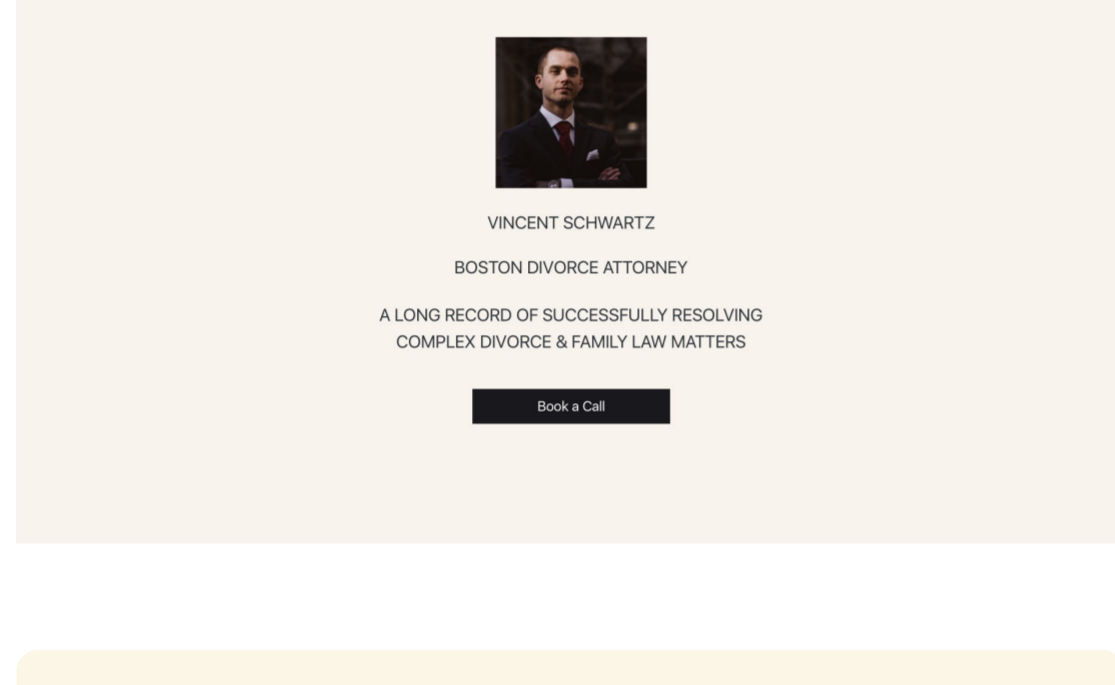 VINCENT SCHWARTZ
BOSTON DIVORCE ATTORNEY
A LONG RECORD OF SUCCESSFULLY RESOLVING
COMPLEX DIVORCE & FAMILY LAW MATTERS
Book a Call